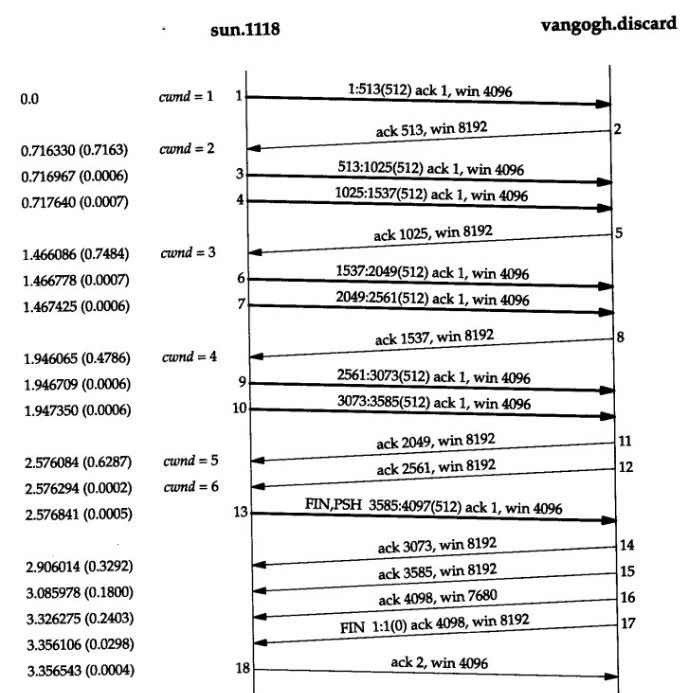 sun.1118 vangogh.discard
0.0 cwnd = 1 1 1:513(512) ack 1, win 4096
ack 513, win 8192 2
0.716330 (0.7163) cwnd = 2
0.716967 (0.0006) 3 513:1025(512) ack 1, win 4096
0.717640 (0.0007) 4 1025:1537(512) ack 1, win 4096
ack 1025, win 8192 5
1.466086 (0.7484) cwnd = 3
1.466778 (0.0007) 6 1537:2049(512) ack 1, win 4096
1.467425 (0.0006) 7 2049:2561(512) ack 1, win 4096
ack 1537, win 8192 8
1.946065 (0.4786) cwnd = 4
1.946709 (0.0006) 9 2561:3073(512) ack 1, win 4096
1.947350 (0.0006) 10 3073:3585(512) ack 1, win 4096
ack 2049, win 8192 11
2.576084 (0.6287) cwnd = 5
ack 2561, win 8192 12
2.576294 (0.0002) cwnd = 6
2.576841 (0.0005) 13 FIN,PSH 3585:4097(512) ack 1, win 4096
ack 3073, win 8192 14
2.906014 (0.3292)
ack 3585, win 8192 15
3.085978 (0.1800)
ack 4098, win 7680 16
3.326275 (0.2403)
FIN 1:1(0) ack 4098, win 8192 17
3.356106 (0.0298)
3.356543 (0.0004) 18 ack 2, win 4096